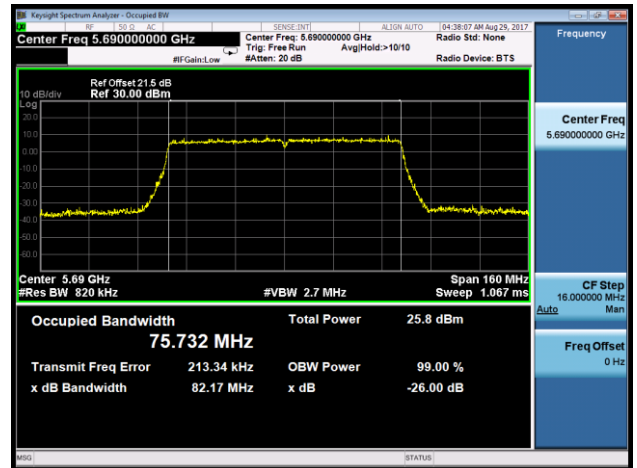 Keysight Spectrum Analyzer - Occupied BW
RF 50 Ω AC SENSE:INT ALIGN AUTO 04:38:07 AM Aug 29, 2017
Center Freq 5.690000000 GHz
Center Freq: 5.690000000 GHz Radio Std: None
Trig: Free Run Avg|Hold:>10/10
#IFGain:Low #Atten: 20 dB Radio Device: BTS
Frequency
Ref Offset 21.5 dB
10 dB/div Ref 30.00 dBm
Log
20.0
10.0
0.00
-10.0
-20.0
-30.0
-40.0
-50.0
-60.0
Center 5.69 GHz Span 160 MHz
#Res BW 820 kHz #VBW 2.7 MHz Sweep 1.067 ms
Occupied Bandwidth Total Power 25.8 dBm
75.732 MHz
Transmit Freq Error 213.34 kHz OBW Power 99.00 %
x dB Bandwidth 82.17 MHz x dB -26.00 dB
Center Freq
5.690000000 GHz
CF Step
16.000000 MHz
Auto Man
Freq Offset
0 Hz
MSG STATUS